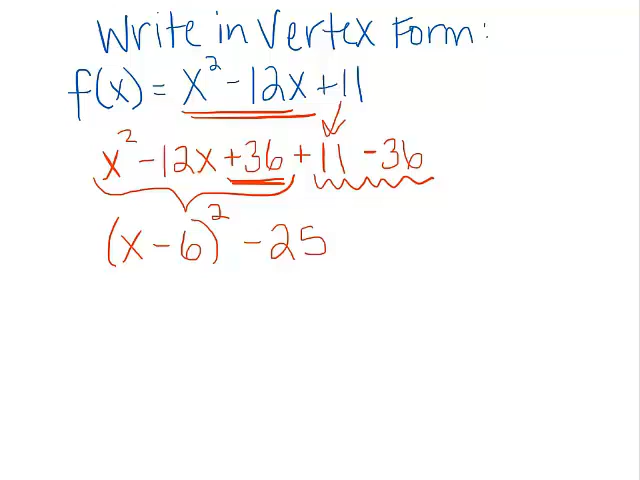 Write in Vertex Form:
f(x) = x² - 12x + 11
x² - 12x + 36 + 11 - 36
(x - 6)² - 25